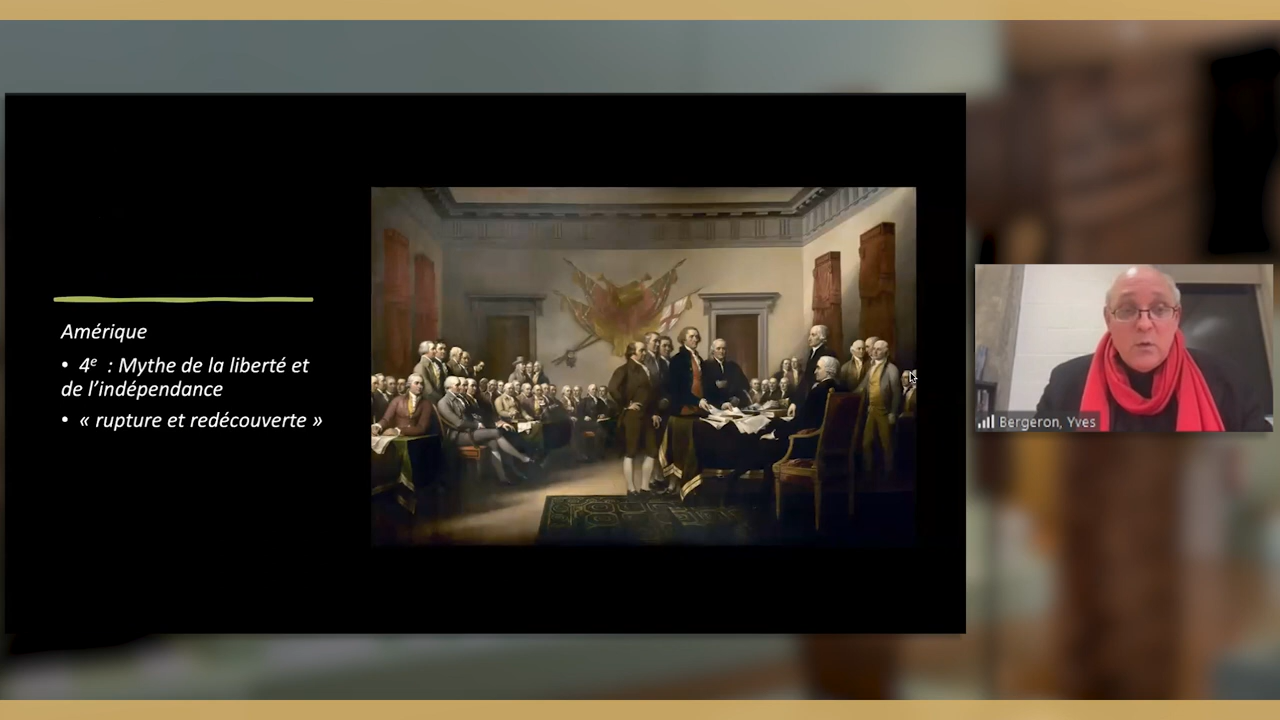 Amérique
• 4e : Mythe de la liberté et
de l’indépendance
• « rupture et redécouverte »
Bergeron, Yves